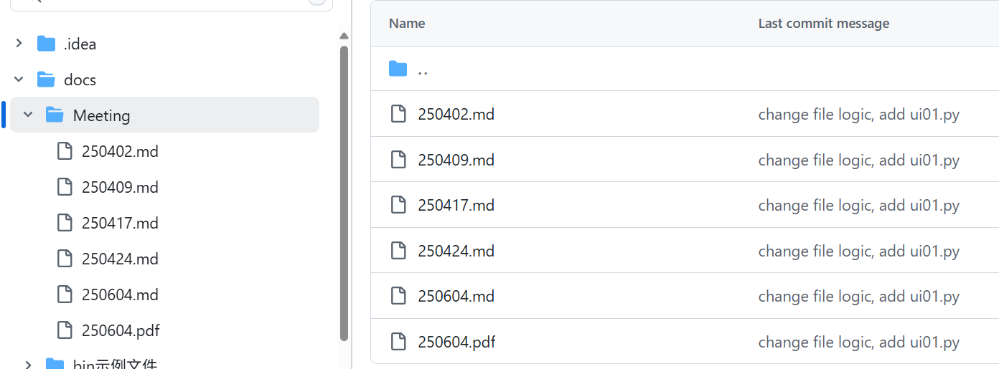 .idea
docs
Meeting
250402.md
250409.md
250417.md
250424.md
250604.md
250604.pdf
bin示例文件
Name Last commit message
..
250402.md change file logic, add ui01.py
250409.md change file logic, add ui01.py
250417.md change file logic, add ui01.py
250424.md change file logic, add ui01.py
250604.md change file logic, add ui01.py
250604.pdf change file logic, add ui01.py